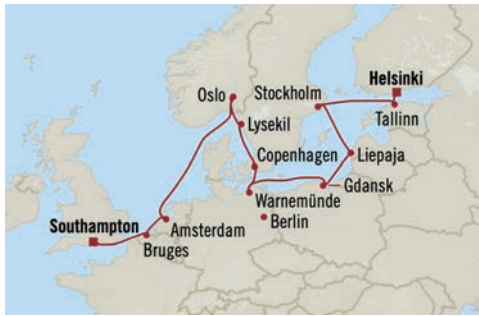 Helsinki
Oslo
Stockholm
Tallinn
Lysekil
Copenhagen
Liepaja
Gdansk
Warnemünde
Berlin
Southampton
Amsterdam
Bruges